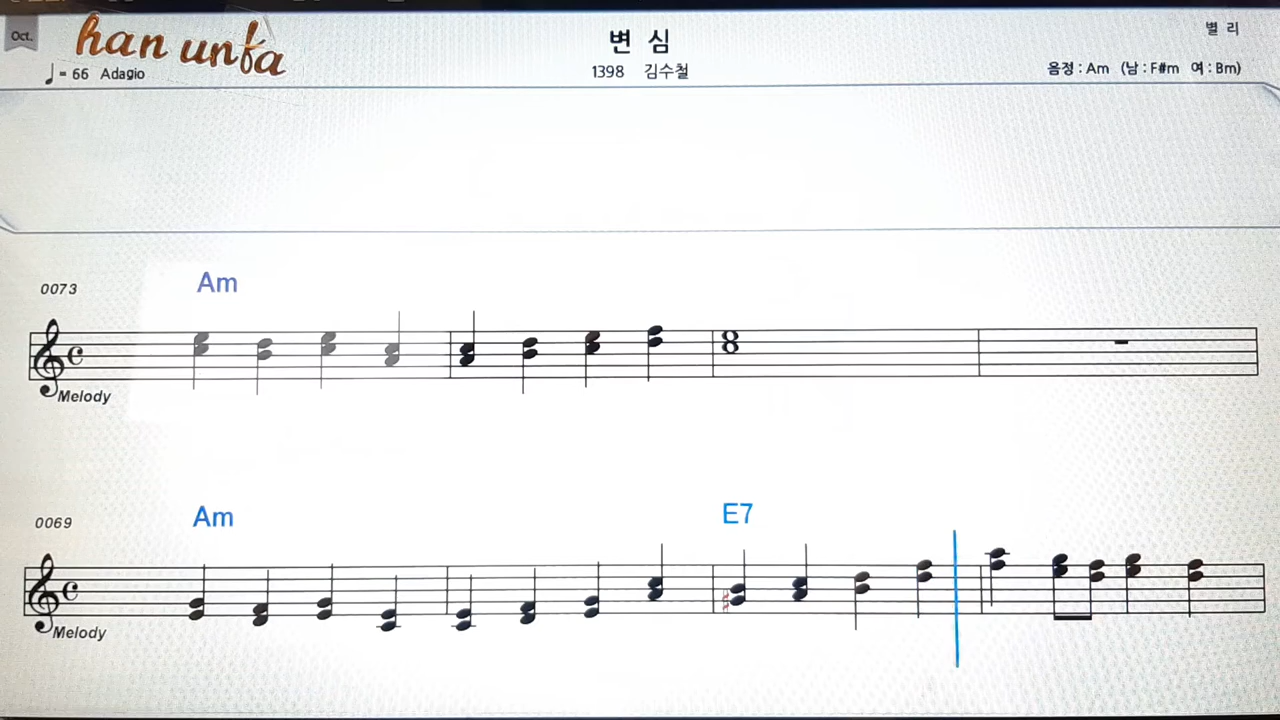 Oct.
han unfa
♩= 66 Adagio
변 심
1398 김수철
별 리
음정 : Am (남 : F#m 여 : Bm)
0073
Am
Melody
0069
Am
E7
Melody